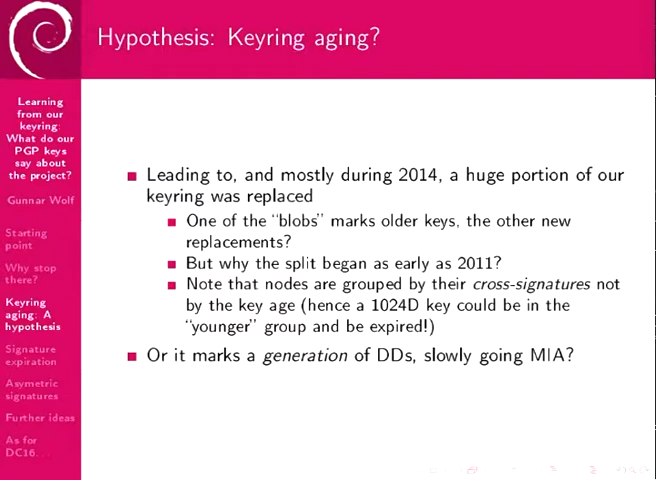 Hypothesis: Keyring aging?
Learning
from our
keyring:
What do our
PGP keys
say about
the project?
Gunnar Wolf
Starting
point
Why stop
there?
Keyring
aging: A
hypothesis
Signature
expiration
Asymetric
signatures
Further ideas
As for
DC16...
Leading to, and mostly during 2014, a huge portion of our
keyring was replaced
One of the “blobs” marks older keys, the other new
replacements?
But why the split began as early as 2011?
Note that nodes are grouped by their cross-signatures not
by the key age (hence a 1024D key could be in the
“younger” group and be expired!)
Or it marks a generation of DDs, slowly going MIA?